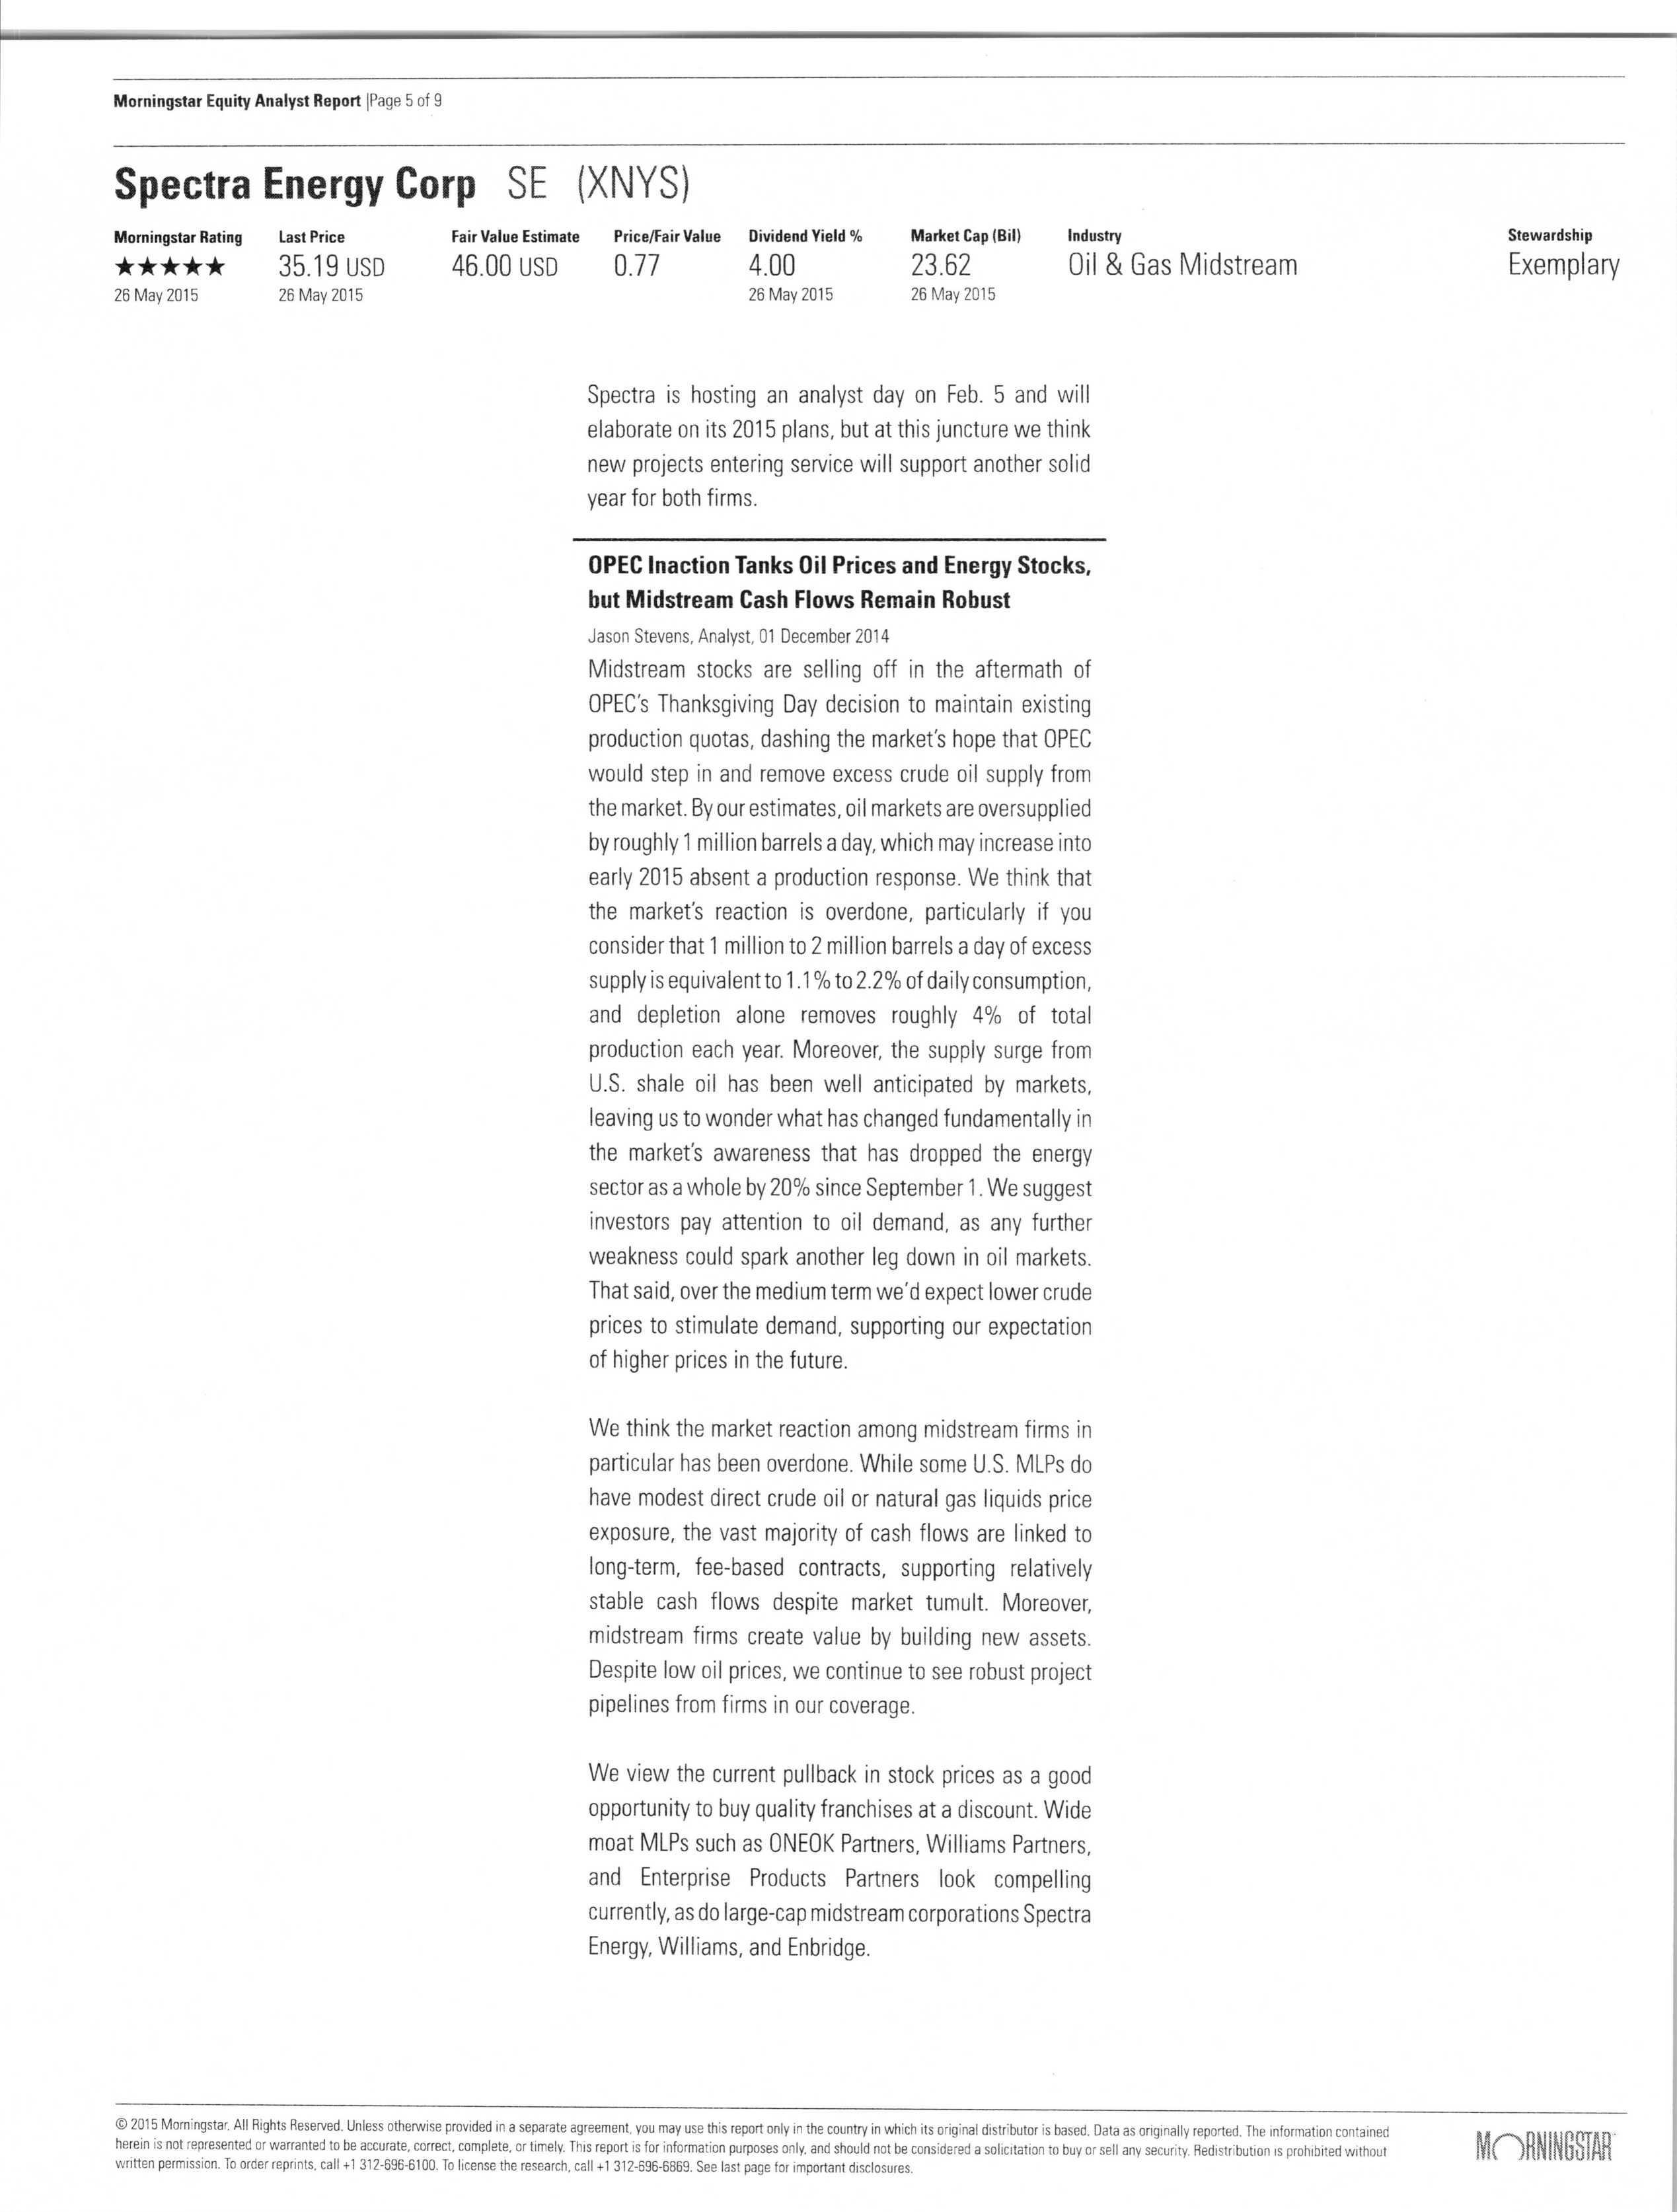 Morningstar Equity Analyst Report |Page 5 of 9
Spectra Energy Corp SE (XNYS)
Morningstar Rating Last Price Fair Value Estimate Price/Fair Value Dividend Yield % Market Cap (Bil) Industry Stewardship
★★★★★ 35.19 USD 46.00 USD 0.77 4.00 23.62 Oil & Gas Midstream Exemplary
26 May 2015 26 May 2015 26 May 2015 26 May 2015
Spectra is hosting an analyst day on Feb. 5 and will
elaborate on its 2015 plans, but at this juncture we think
new projects entering service will support another solid
year for both firms.
OPEC Inaction Tanks Oil Prices and Energy Stocks,
but Midstream Cash Flows Remain Robust
Jason Stevens, Analyst, 01 December 2014
Midstream stocks are selling off in the aftermath of
OPEC's Thanksgiving Day decision to maintain existing
production quotas, dashing the market's hope that OPEC
would step in and remove excess crude oil supply from
the market. By our estimates, oil markets are oversupplied
by roughly 1 million barrels a day, which may increase into
early 2015 absent a production response. We think that
the market's reaction is overdone, particularly if you
consider that 1 million to 2 million barrels a day of excess
supply is equivalent to 1.1% to 2.2% of daily consumption,
and depletion alone removes roughly 4% of total
production each year. Moreover, the supply surge from
U.S. shale oil has been well anticipated by markets,
leaving us to wonder what has changed fundamentally in
the market's awareness that has dropped the energy
sector as a whole by 20% since September 1. We suggest
investors pay attention to oil demand, as any further
weakness could spark another leg down in oil markets.
That said, over the medium term we'd expect lower crude
prices to stimulate demand, supporting our expectation
of higher prices in the future.
We think the market reaction among midstream firms in
particular has been overdone. While some U.S. MLPs do
have modest direct crude oil or natural gas liquids price
exposure, the vast majority of cash flows are linked to
long-term, fee-based contracts, supporting relatively
stable cash flows despite market tumult. Moreover,
midstream firms create value by building new assets.
Despite low oil prices, we continue to see robust project
pipelines from firms in our coverage.
We view the current pullback in stock prices as a good
opportunity to buy quality franchises at a discount. Wide
moat MLPs such as ONEOK Partners, Williams Partners,
and Enterprise Products Partners look compelling
currently, as do large-cap midstream corporations Spectra
Energy, Williams, and Enbridge.
© 2015 Morningstar. All Rights Reserved. Unless otherwise provided in a separate agreement, you may use this report only in the country in which its original distributor is based. Data as originally reported. The information contained
herein is not represented or warranted to be accurate, correct, complete, or timely. This report is for information purposes only, and should not be considered a solicitation to buy or sell any security. Redistribution is prohibited without
written permission. To order reprints, call +1 312-696-6100. To license the research, call +1 312-696-6869. See last page for important disclosures.
MORNINGSTAR